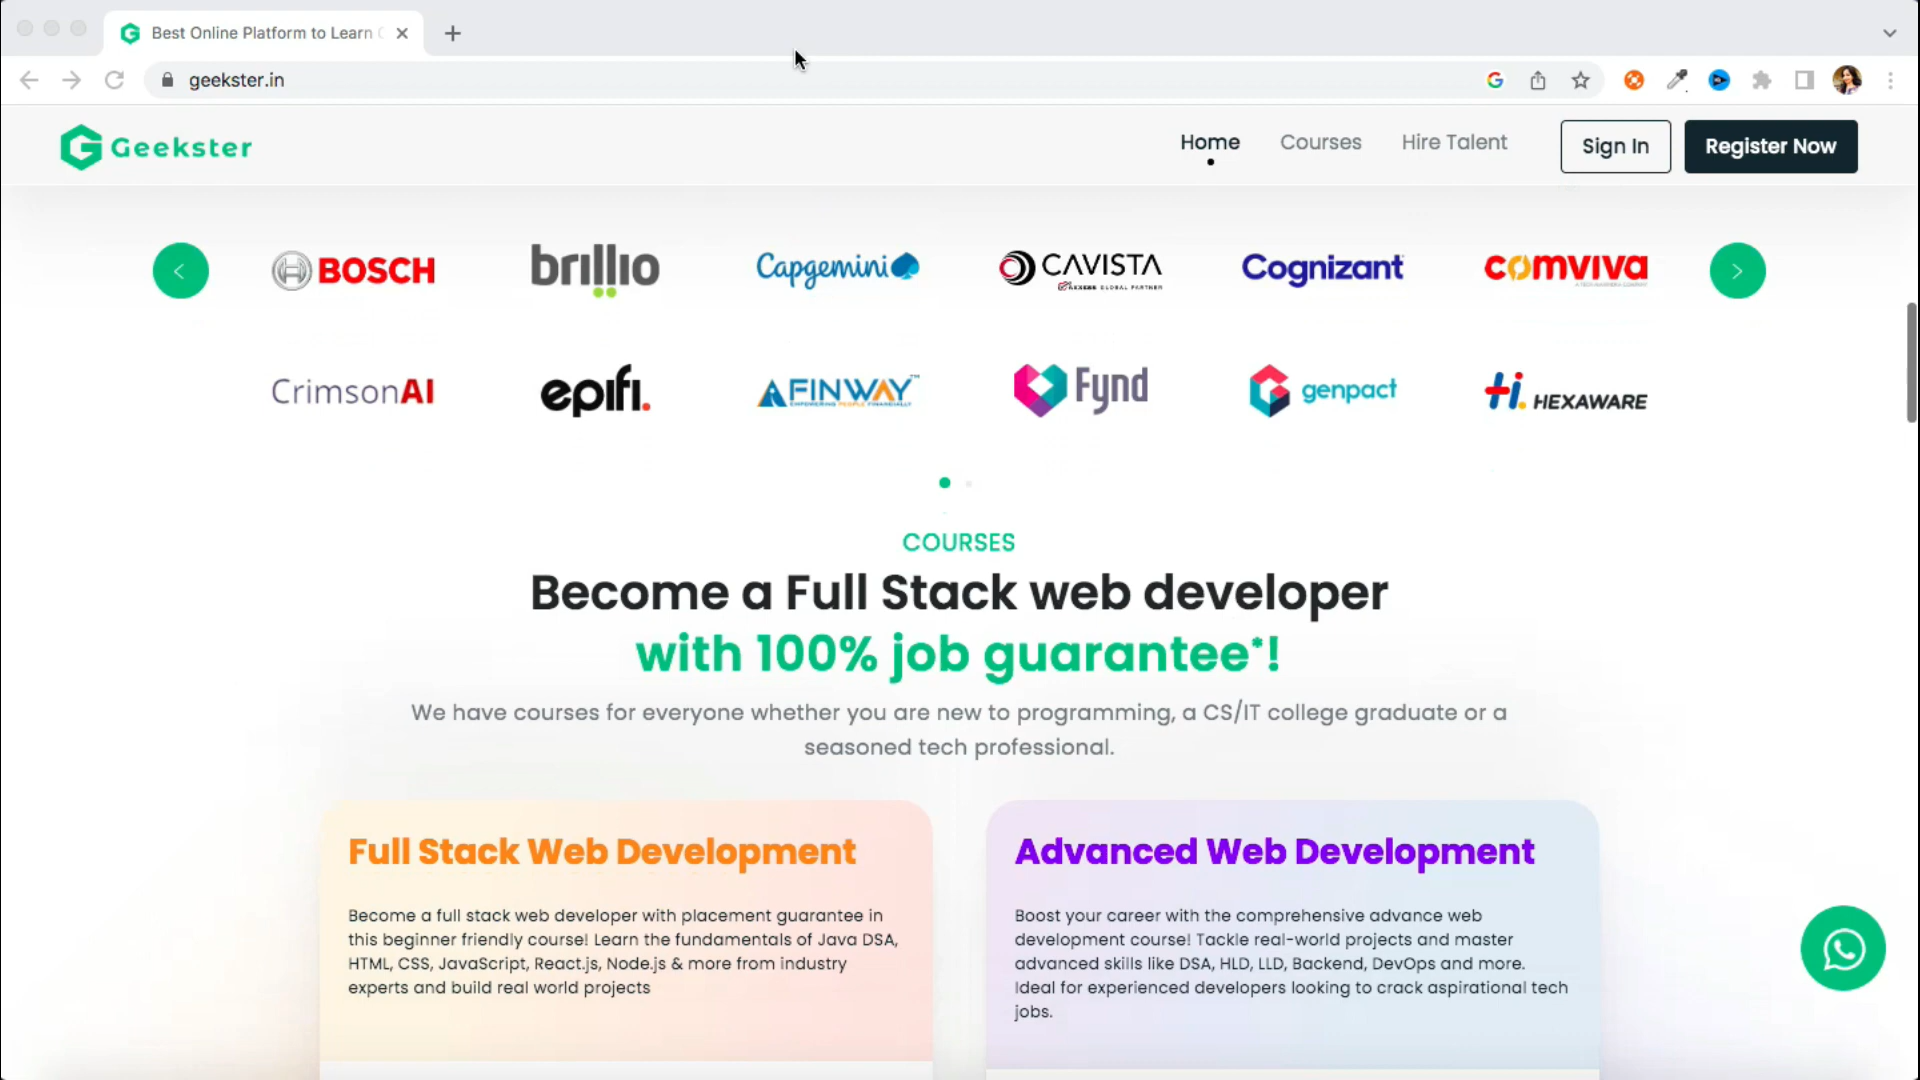 Best Online Platform to Learn C
geekster.in
Geekster
Home
Courses
Hire Talent
Sign In
Register Now
BOSCH
brillio
Capgemini
CAVISTA
GLOBAL PARTNER
Cognizant
comviva
CrimsonAI
epifi.
FINWAY™
EMPOWERING PEOPLE FINANCIALLY
Fynd
genpact
Hi. HEXAWARE
COURSES
Become a Full Stack web developer
with 100% job guarantee*!
We have courses for everyone whether you are new to programming, a CS/IT college graduate or a
seasoned tech professional.
Full Stack Web Development
Become a full stack web developer with placement guarantee in
this beginner friendly course! Learn the fundamentals of Java DSA,
HTML, CSS, JavaScript, React.js, Node.js & more from industry
experts and build real world projects
Advanced Web Development
Boost your career with the comprehensive advance web
development course! Tackle real-world projects and master
advanced skills like DSA, HLD, LLD, Backend, DevOps and more.
Ideal for experienced developers looking to crack aspirational tech
jobs.